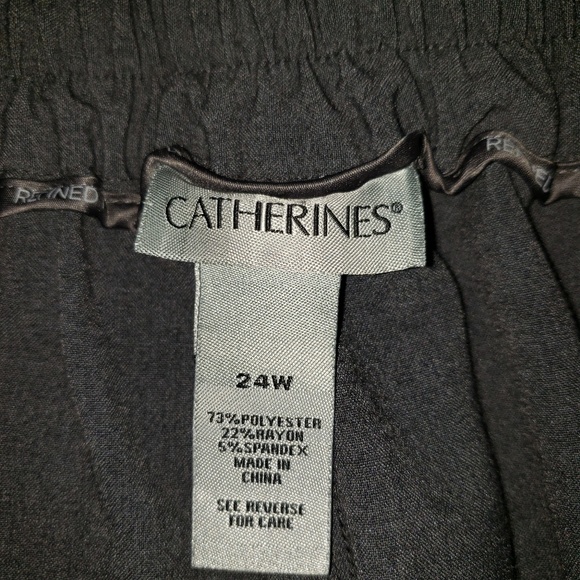 REFINED
REFINED
CATHERINES®
24W
73%POLYESTER
22%RAYON
5%SPANDEX
MADE IN
CHINA
SEE REVERSE
FOR CARE